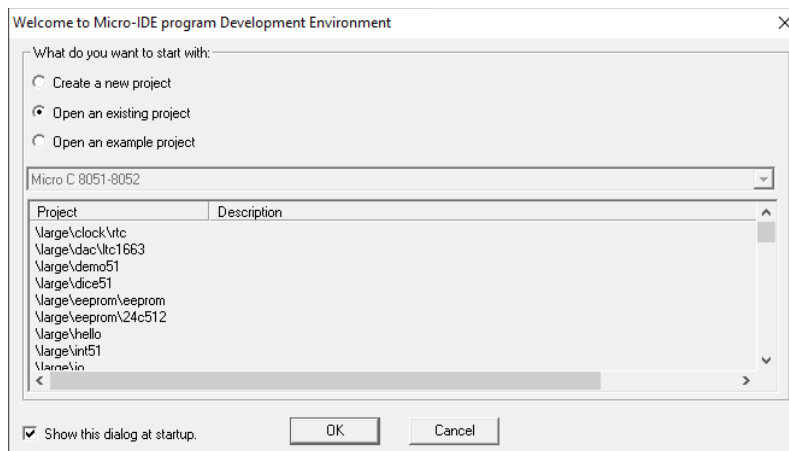 Welcome to Micro-IDE program Development Environment
What do you want to start with:
Create a new project
Open an existing project
Open an example project
Micro C 8051-8052
Project Description
\large\clock\rtc
\large\dac\ltc1663
\large\demo51
\large\dice51
\large\eeprom\eeprom
\large\eeprom\24c512
\large\hello
\large\int51
\large\io
Show this dialog at startup.
OK
Cancel